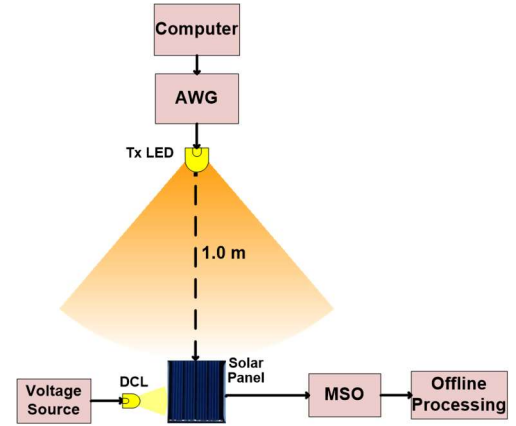 Computer
AWG
Tx LED
1.0 m
Solar
Panel
DCL
Voltage
Source
MSO
Offline
Processing